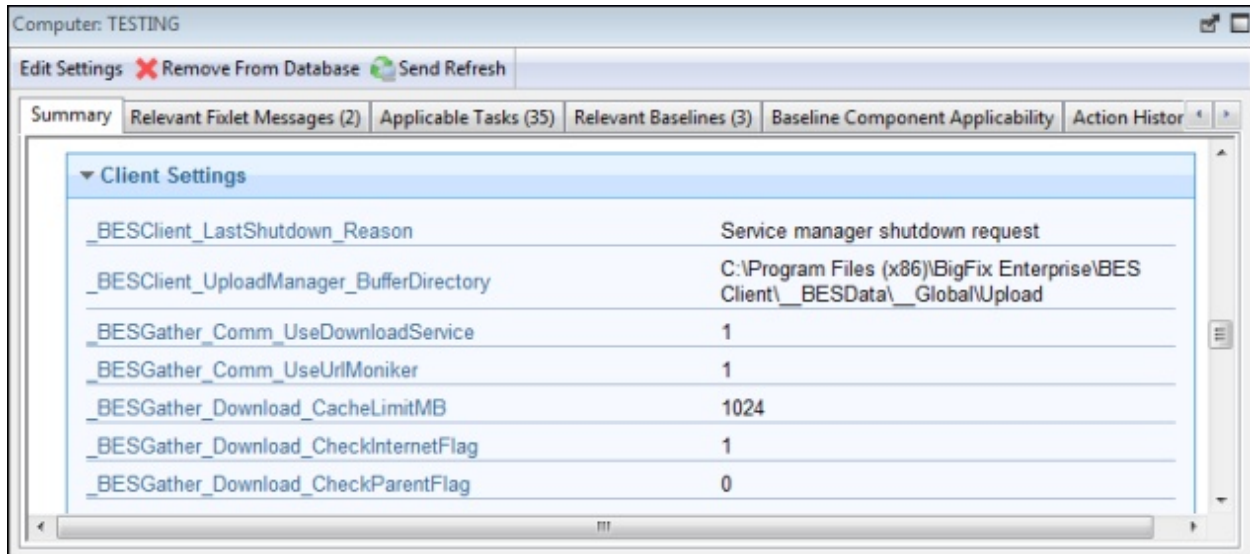 Computer: TESTING
Edit Settings Remove From Database Send Refresh
Summary Relevant Fixlet Messages (2) Applicable Tasks (35) Relevant Baselines (3) Baseline Component Applicability Action Histor
Client Settings
_BESClient_LastShutdown_Reason Service manager shutdown request
_BESClient_UploadManager_BufferDirectory C:\Program Files (x86)\BigFix Enterprise\BES
Client\__BESData\__Global\Upload
_BESGather_Comm_UseDownloadService 1
_BESGather_Comm_UseUrlMoniker 1
_BESGather_Download_CacheLimitMB 1024
_BESGather_Download_CheckInternetFlag 1
_BESGather_Download_CheckParentFlag 0